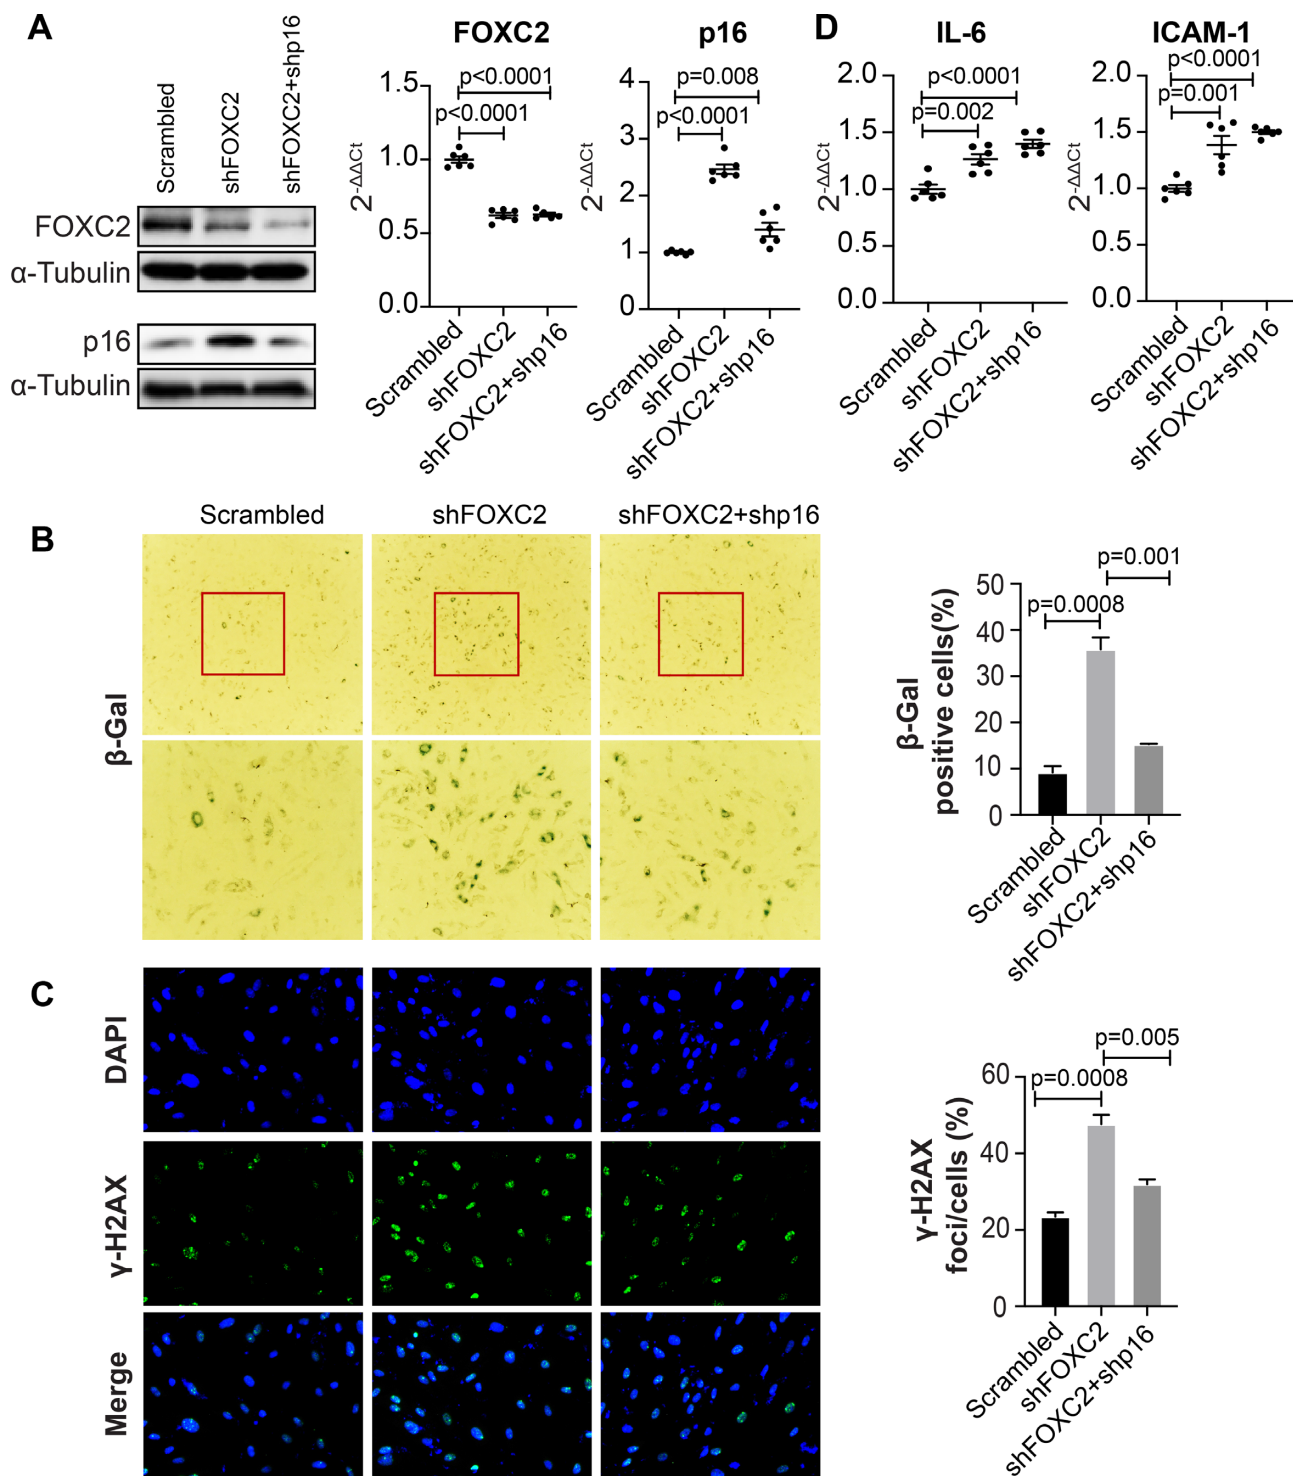 A
Scrambled
shFOXC2
shFOXC2+shp16
FOXC2
α-Tubulin
p16
α-Tubulin
FOXC2
p<0.0001
p<0.0001
2-ΔΔCt
1.5
1.0
0.5
0.0
Scrambled
shFOXC2
shFOXC2+shp16
p16
p=0.008
p<0.0001
2-ΔΔCt
4
3
2
1
0
Scrambled
shFOXC2
shFOXC2+shp16
D
IL-6
p<0.0001
p=0.002
2-ΔΔCt
2.0
1.5
1.0
0.5
0.0
Scrambled
shFOXC2
shFOXC2+shp16
ICAM-1
p<0.0001
p=0.001
2-ΔΔCt
2.0
1.5
1.0
0.5
0.0
Scrambled
shFOXC2
shFOXC2+shp16
B
Scrambled
shFOXC2
shFOXC2+shp16
β-Gal
p=0.001
p=0.0008
β-Gal
positive cells(%)
50
40
30
20
10
0
Scrambled
shFOXC2
shFOXC2+shp16
C
DAPI
γ-H2AX
Merge
p=0.005
p=0.0008
γ-H2AX
foci/cells (%)
60
40
20
0
Scrambled
shFOXC2
shFOXC2+shp16